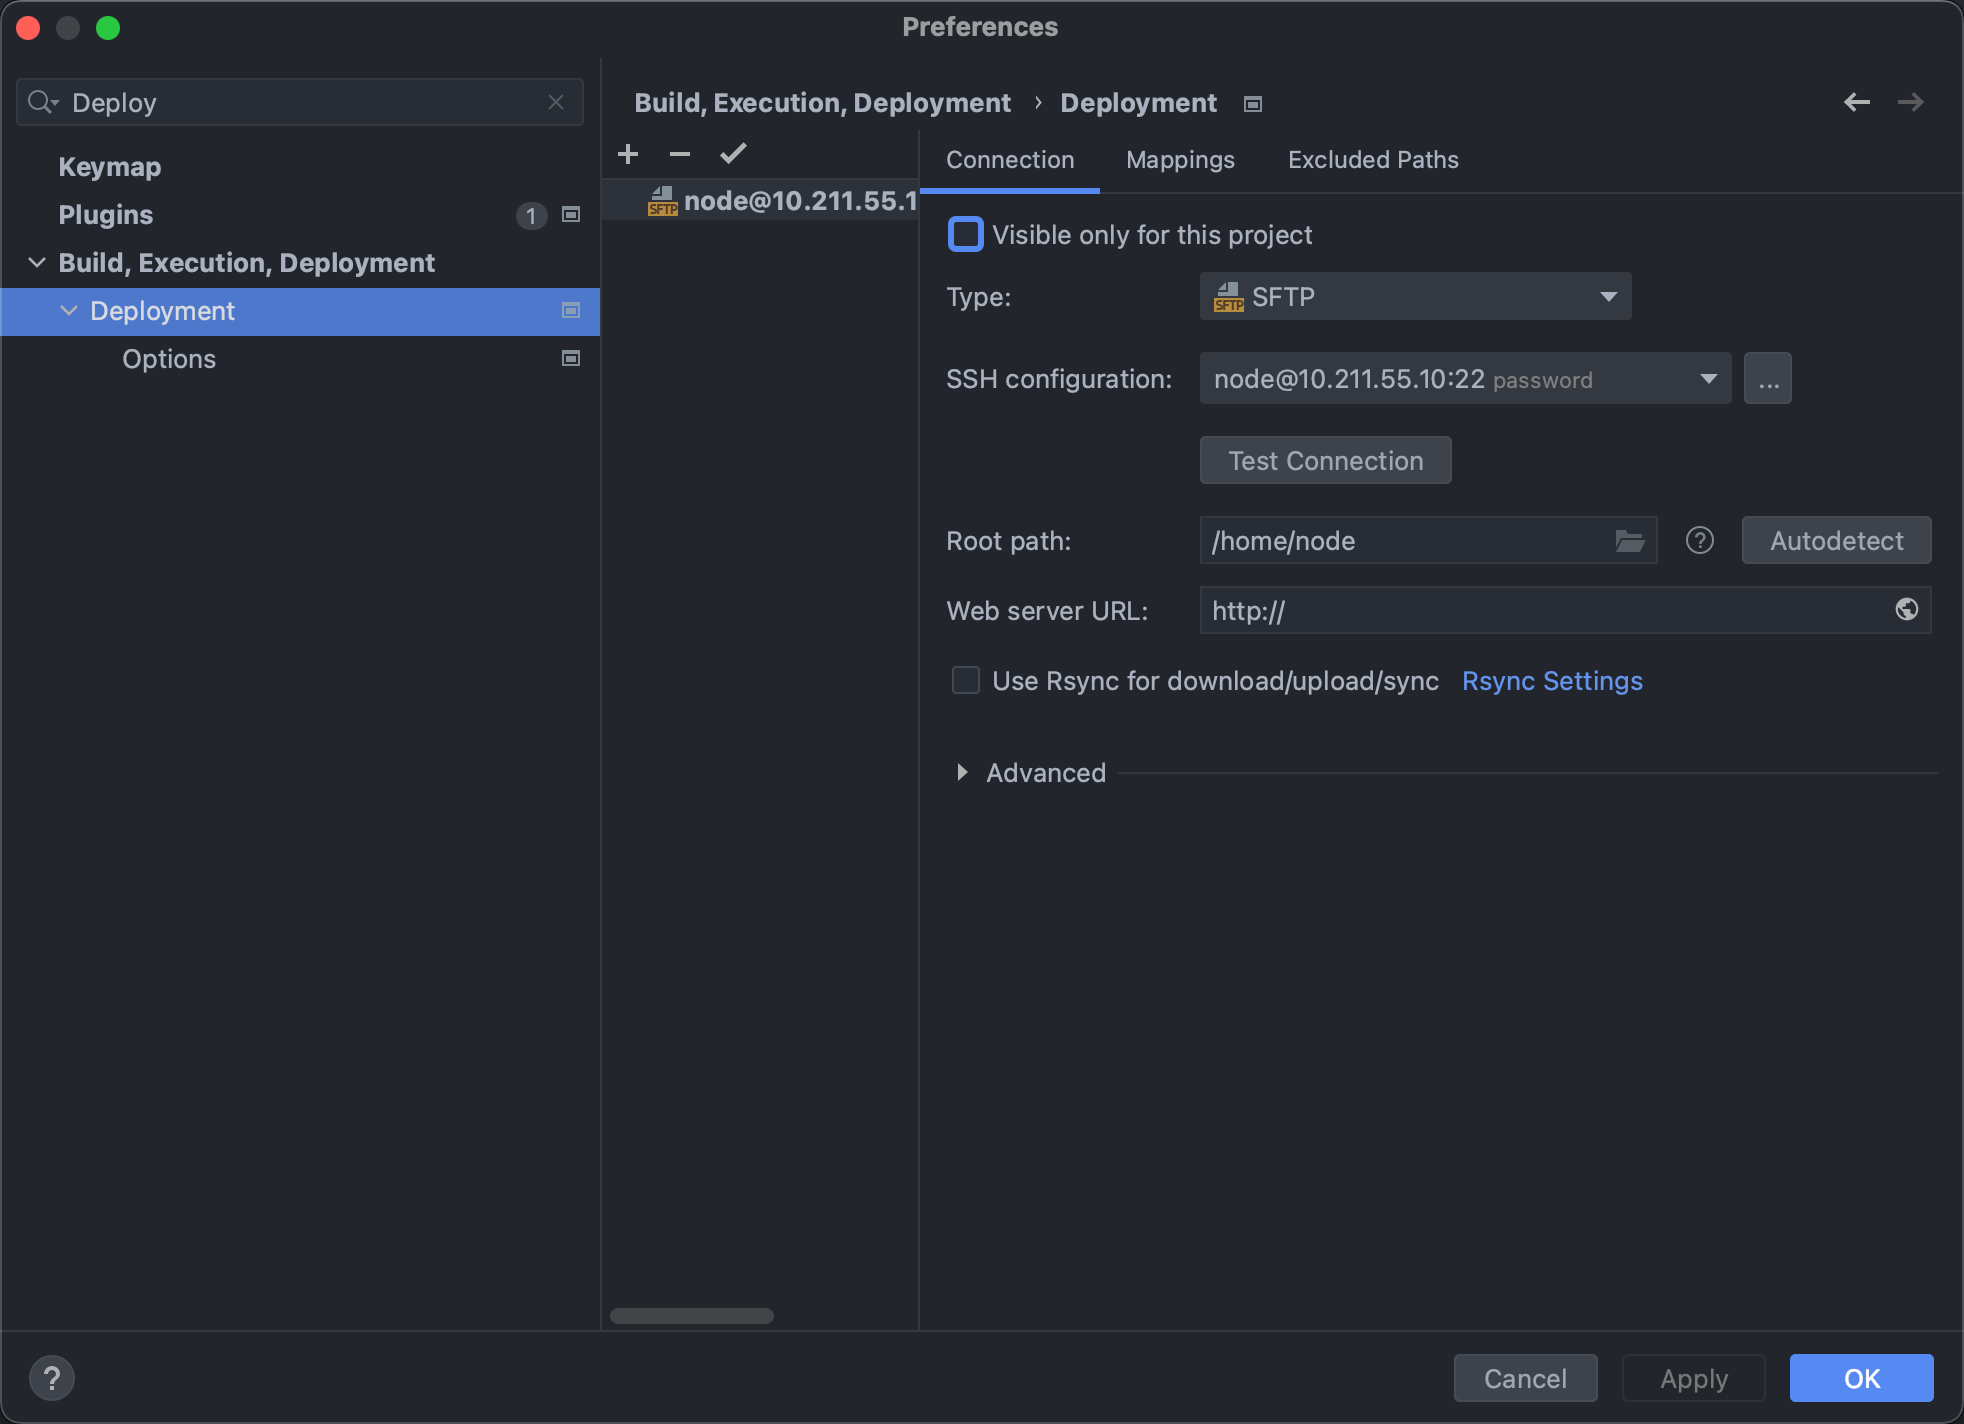 Preferences
Deploy
Keymap
Plugins 1
Build, Execution, Deployment
Deployment
Options
Build, Execution, Deployment › Deployment
SFTP node@10.211.55.1
Connection Mappings Excluded Paths
Visible only for this project
Type: SFTP SFTP
SSH configuration: node@10.211.55.10:22 password ...
Test Connection
Root path: /home/node ? Autodetect
Web server URL: http://
Use Rsync for download/upload/sync Rsync Settings
Advanced
? Cancel Apply OK